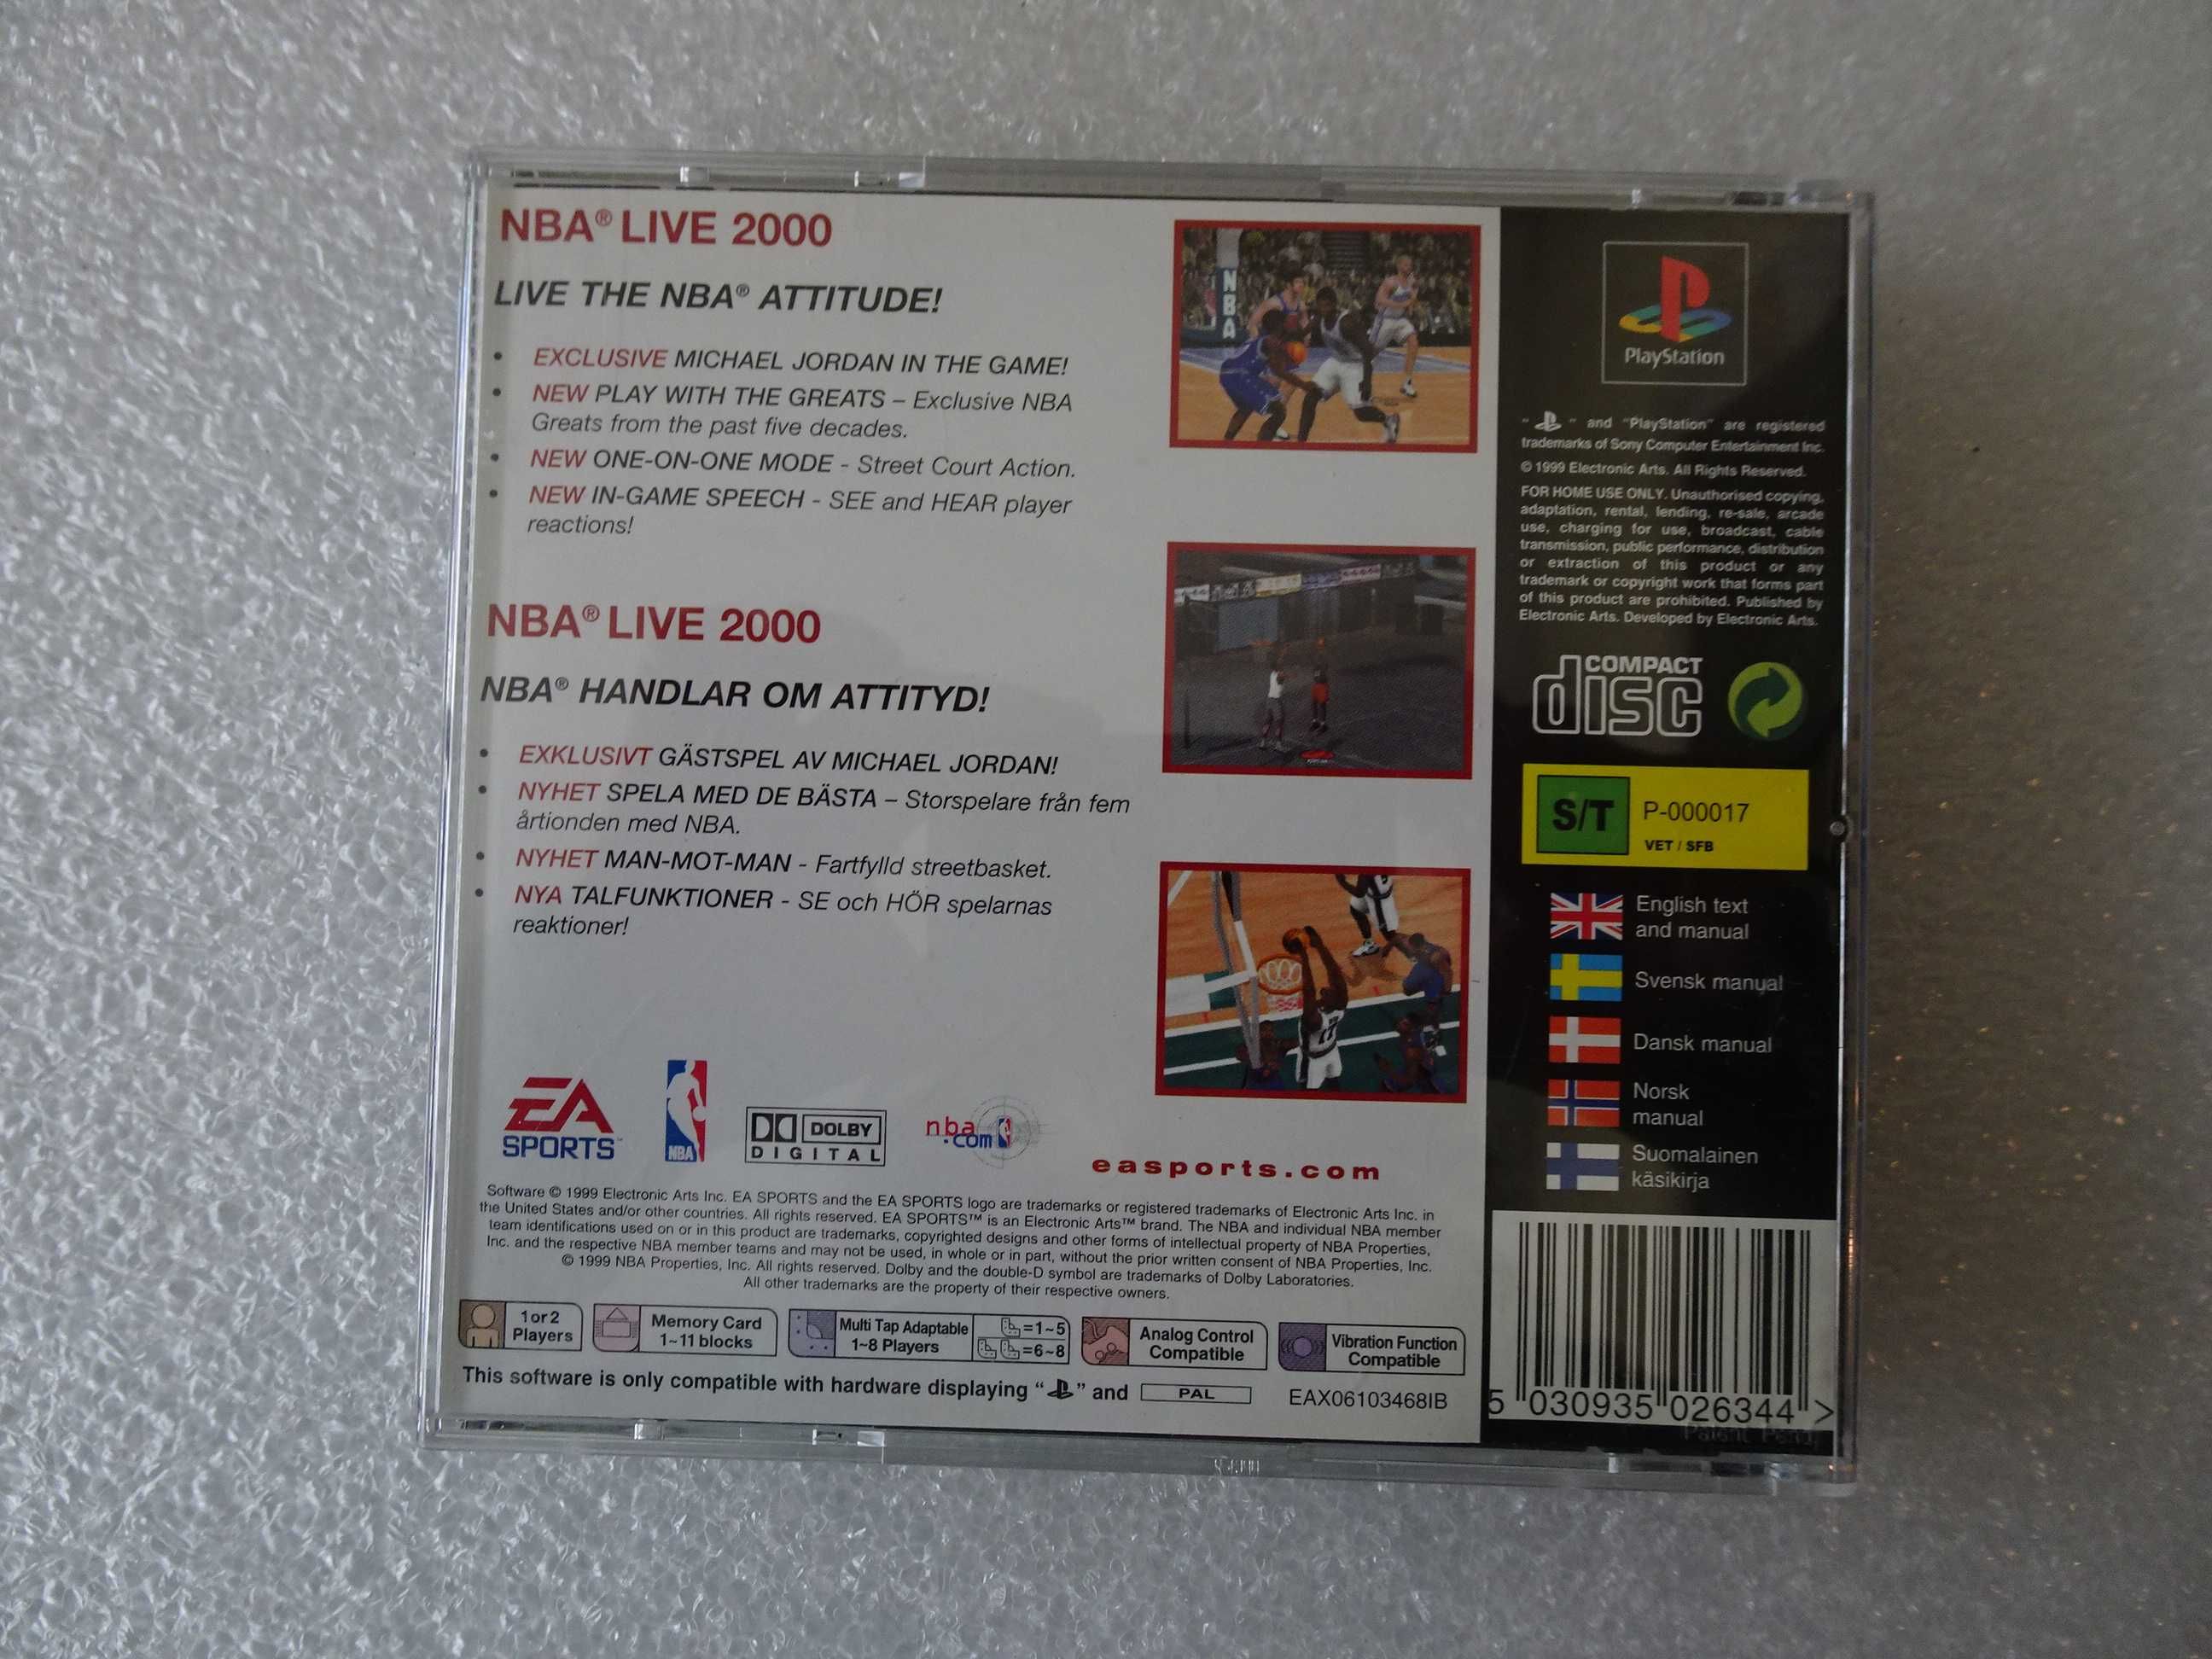 NBA® LIVE 2000
LIVE THE NBA® ATTITUDE!
• EXCLUSIVE MICHAEL JORDAN IN THE GAME!
• NEW PLAY WITH THE GREATS – Exclusive NBA
Greats from the past five decades.
• NEW ONE-ON-ONE MODE - Street Court Action.
• NEW IN-GAME SPEECH - SEE and HEAR player
reactions!
NBA® LIVE 2000
NBA® HANDLAR OM ATTITYD!
• EXKLUSIVT GÄSTSPEL AV MICHAEL JORDAN!
• NYHET SPELA MED DE BÄSTA – Storspelare från fem
årtionden med NBA.
• NYHET MAN-MOT-MAN - Fartfylld streetbasket.
• NYA TALFUNKTIONER - SE och HÖR spelarnas
reaktioner!
NBA
EA
SPORTS™
NBA
DOLBY
DIGITAL
nba
.com
easports.com
Software © 1999 Electronic Arts Inc. EA SPORTS and the EA SPORTS logo are trademarks or registered trademarks of Electronic Arts Inc. in
the United States and/or other countries. All rights reserved. EA SPORTS™ is an Electronic Arts™ brand. The NBA and individual NBA member
team identifications used on or in this product are trademarks, copyrighted designs and other forms of intellectual property of NBA Properties,
Inc. and the respective NBA member teams and may not be used, in whole or in part, without the prior written consent of NBA Properties, Inc.
© 1999 NBA Properties, Inc. All rights reserved. Dolby and the double-D symbol are trademarks of Dolby Laboratories.
All other trademarks are the property of their respective owners.
1 or 2
Players
Memory Card
1~11 blocks
Multi Tap Adaptable
1~8 Players
=1~5
=6~8
Analog Control
Compatible
Vibration Function
Compatible
This software is only compatible with hardware displaying " " and PAL
EAX06103468IB
PlayStation
" " and "PlayStation" are registered
trademarks of Sony Computer Entertainment Inc.
© 1999 Electronic Arts. All Rights Reserved.
FOR HOME USE ONLY. Unauthorised copying,
adaptation, rental, lending, re-sale, arcade
use, charging for use, broadcast, cable
transmission, public performance, distribution
or extraction of this product or any
trademark or copyright work that forms part
of this product are prohibited. Published by
Electronic Arts. Developed by Electronic Arts.
COMPACT
disc
S/T
P-000017
VET / SFB
English text
and manual
Svensk manual
Dansk manual
Norsk
manual
Suomalainen
käsikirja
5 030935 026344 >
Patent